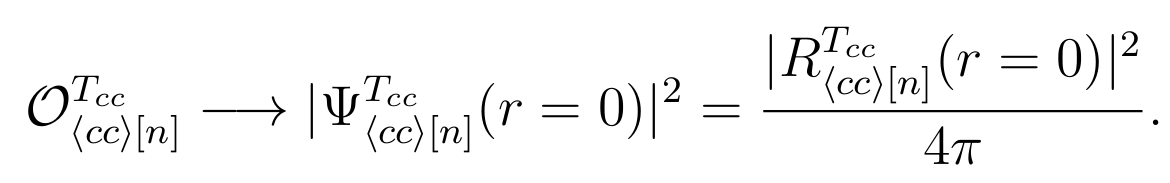 $\mathcal{O}^{T_{cc}}_{\langle cc\rangle[n]} \longrightarrow |\Psi^{T_{cc}}_{\langle cc\rangle[n]}(r=0)|^2 = \frac{|R^{T_{cc}}_{\langle cc\rangle[n]}(r=0)|^2}{4\pi}.$